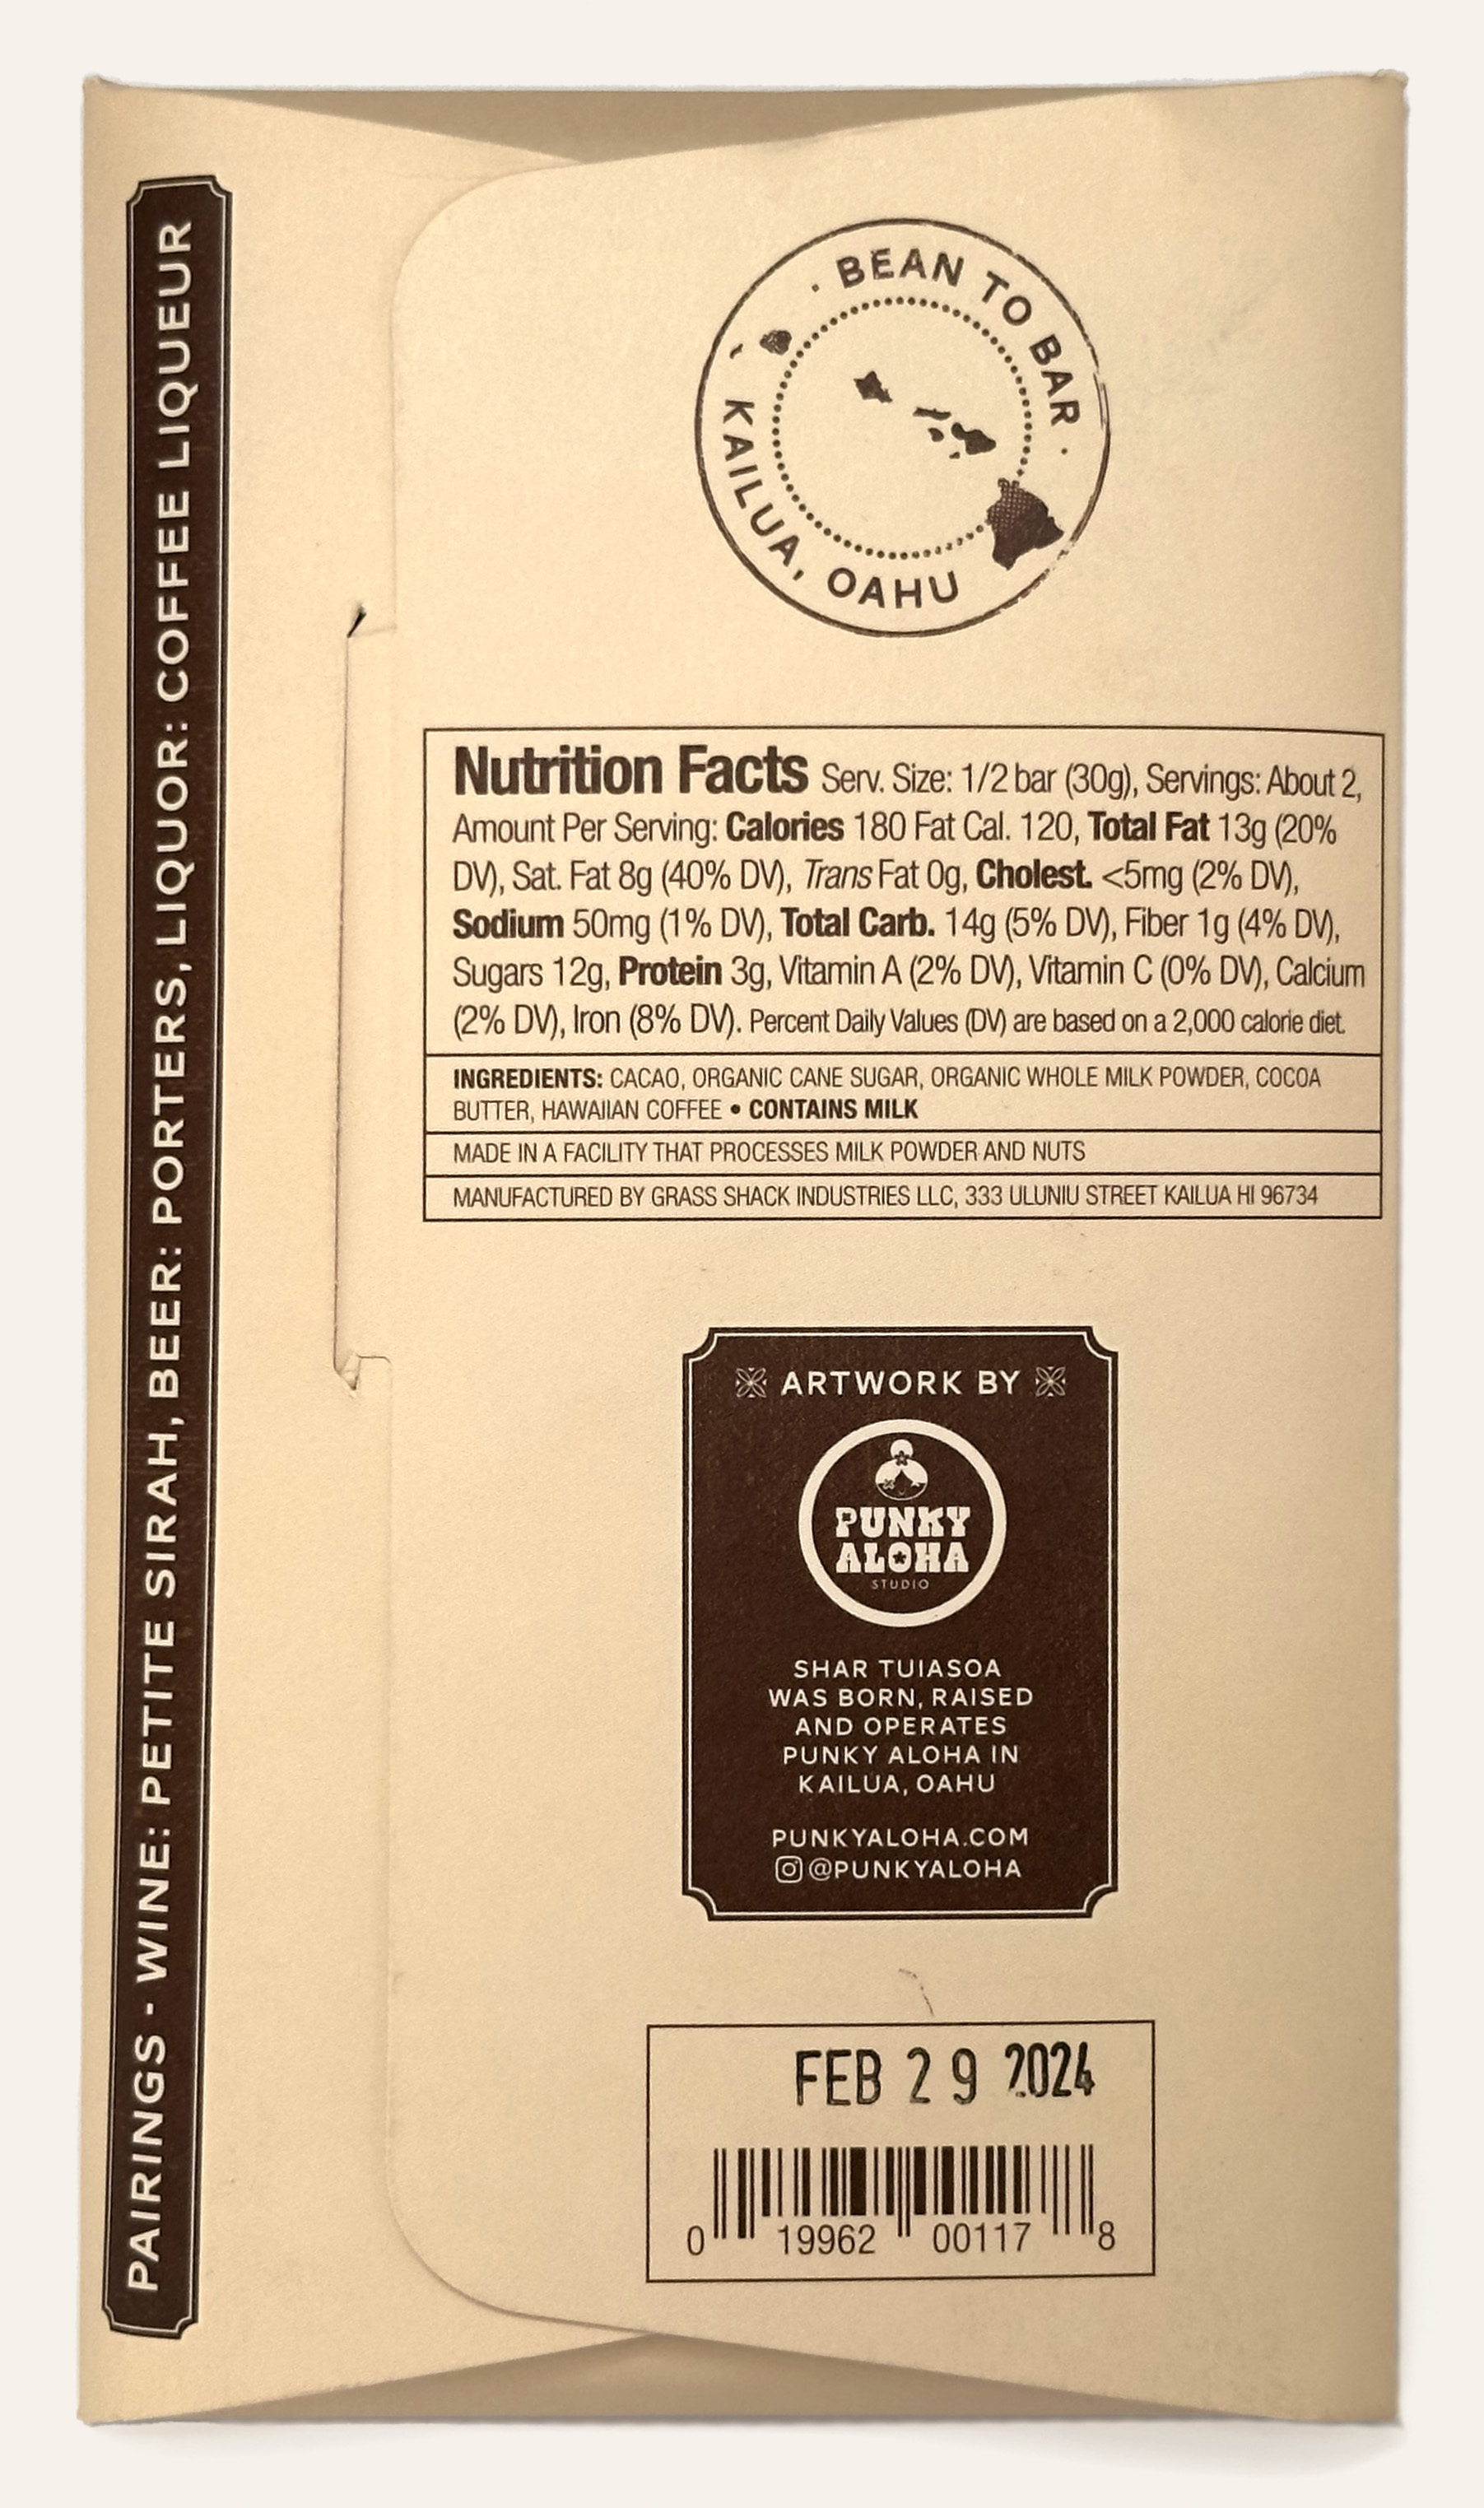 PAIRINGS · WINE: PETITE SIRAH, BEER: PORTERS, LIQUOR: COFFEE LIQUEUR
· BEAN TO BAR ·
KAILUA, OAHU
Nutrition Facts Serv. Size: 1/2 bar (30g), Servings: About 2,
Amount Per Serving: Calories 180 Fat Cal. 120, Total Fat 13g (20%
DV), Sat. Fat 8g (40% DV), Trans Fat 0g, Cholest. <5mg (2% DV),
Sodium 50mg (1% DV), Total Carb. 14g (5% DV), Fiber 1g (4% DV),
Sugars 12g, Protein 3g, Vitamin A (2% DV), Vitamin C (0% DV), Calcium
(2% DV), Iron (8% DV). Percent Daily Values (DV) are based on a 2,000 calorie diet.
INGREDIENTS: CACAO, ORGANIC CANE SUGAR, ORGANIC WHOLE MILK POWDER, COCOA
BUTTER, HAWAIIAN COFFEE • CONTAINS MILK
MADE IN A FACILITY THAT PROCESSES MILK POWDER AND NUTS
MANUFACTURED BY GRASS SHACK INDUSTRIES LLC, 333 ULUNIU STREET KAILUA HI 96734
ARTWORK BY
PUNKY
ALOHA
STUDIO
SHAR TUIASOA
WAS BORN, RAISED
AND OPERATES
PUNKY ALOHA IN
KAILUA, OAHU
PUNKYALOHA.COM
@PUNKYALOHA
FEB 29 2024
0 19962 00117 8